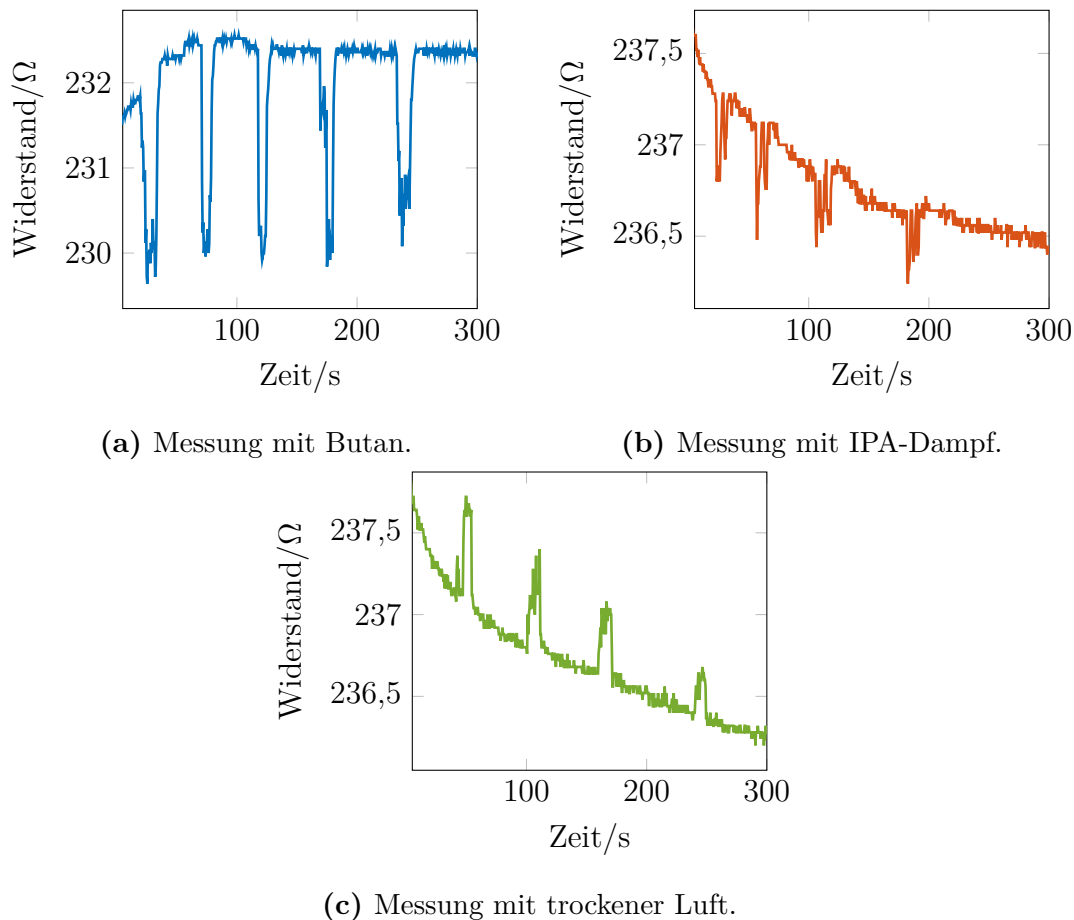 232
231
230
100 200 300
Zeit/s
Widerstand/Ω
(a) Messung mit Butan.
237,5
237
236,5
100 200 300
Zeit/s
Widerstand/Ω
(b) Messung mit IPA-Dampf.
237,5
237
236,5
100 200 300
Zeit/s
Widerstand/Ω
(c) Messung mit trockener Luft.